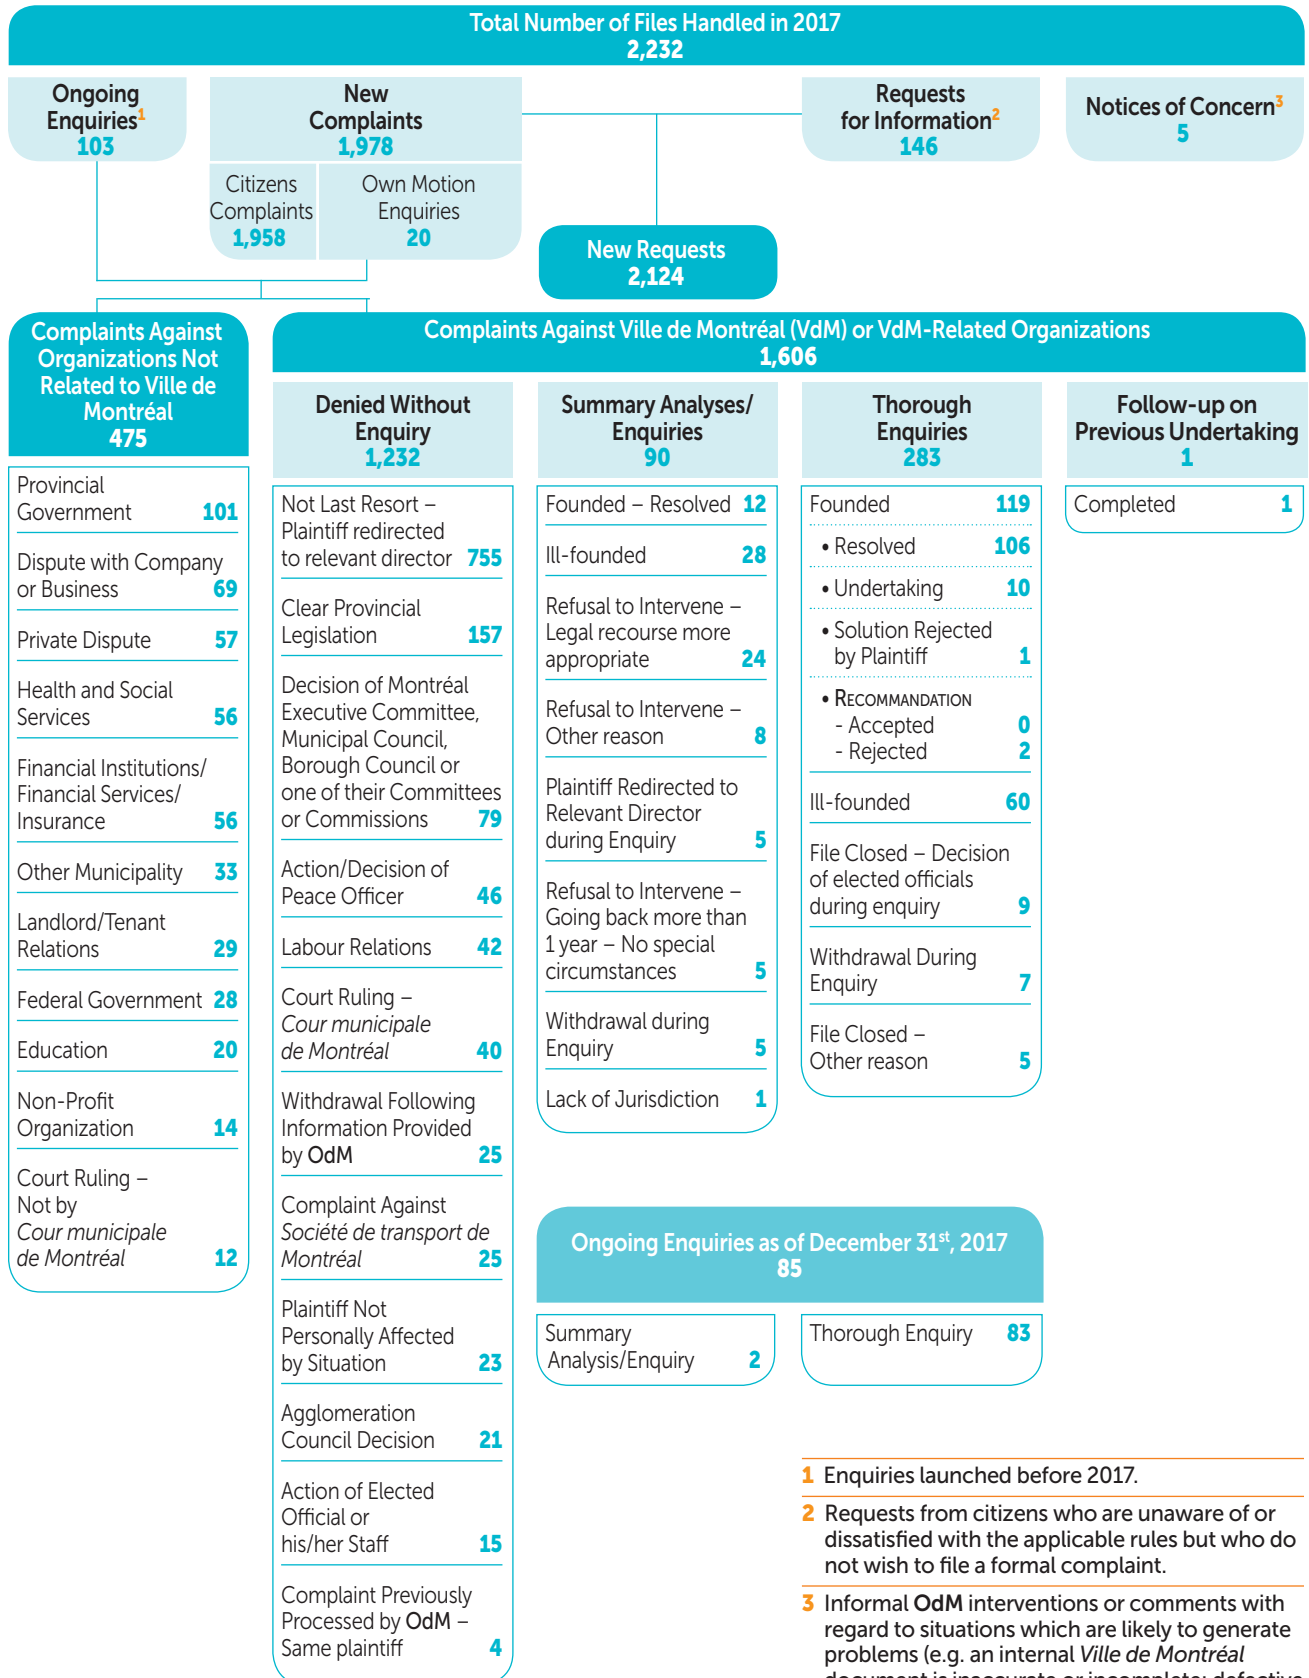 Total Number of Files Handled in 2017
2,232
Ongoing
Enquiries1
103
New
Complaints
1,978
Citizens
Complaints
1,958
Own Motion
Enquiries
20
Requests
for Information2
146
Notices of Concern3
5
New Requests
2,124
Complaints Against
Organizations Not
Related to Ville de
Montréal
475
Provincial
Government 101
Dispute with Company
or Business 69
Private Dispute 57
Health and Social
Services 56
Financial Institutions/
Financial Services/
Insurance 56
Other Municipality 33
Landlord/Tenant
Relations 29
Federal Government 28
Education 20
Non-Profit
Organization 14
Court Ruling –
Not by
Cour municipale
de Montréal 12
Complaints Against Ville de Montréal (VdM) or VdM-Related Organizations
1,606
Denied Without
Enquiry
1,232
Not Last Resort –
Plaintiff redirected
to relevant director 755
Clear Provincial
Legislation 157
Decision of Montréal
Executive Committee,
Municipal Council,
Borough Council or
one of their Committees
or Commissions 79
Action/Decision of
Peace Officer 46
Labour Relations 42
Court Ruling –
Cour municipale
de Montréal 40
Withdrawal Following
Information Provided
by OdM 25
Complaint Against
Société de transport de
Montréal 25
Plaintiff Not
Personally Affected
by Situation 23
Agglomeration
Council Decision 21
Action of Elected
Official or
his/her Staff 15
Complaint Previously
Processed by OdM –
Same plaintiff 4
Summary Analyses/
Enquiries
90
Founded – Resolved 12
Ill-founded 28
Refusal to Intervene –
Legal recourse more
appropriate 24
Refusal to Intervene –
Other reason 8
Plaintiff Redirected to
Relevant Director
during Enquiry 5
Refusal to Intervene –
Going back more than
1 year – No special
circumstances 5
Withdrawal during
Enquiry 5
Lack of Jurisdiction 1
Thorough
Enquiries
283
Founded 119
• Resolved 106
• Undertaking 10
• Solution Rejected
by Plaintiff 1
• RECOMMANDATION
- Accepted 0
- Rejected 2
Ill-founded 60
File Closed – Decision
of elected officials
during enquiry 9
Withdrawal During
Enquiry 7
File Closed –
Other reason 5
Follow-up on
Previous Undertaking
1
Completed 1
Ongoing Enquiries as of December 31st, 2017
85
Summary
Analysis/Enquiry 2
Thorough Enquiry 83
1 Enquiries launched before 2017.
2 Requests from citizens who are unaware of or
dissatisfied with the applicable rules but who do
not wish to file a formal complaint.
3 Informal OdM interventions or comments with
regard to situations which are likely to generate
problems (e.g. an internal Ville de Montréal
document is inaccurate or incomplete; defective